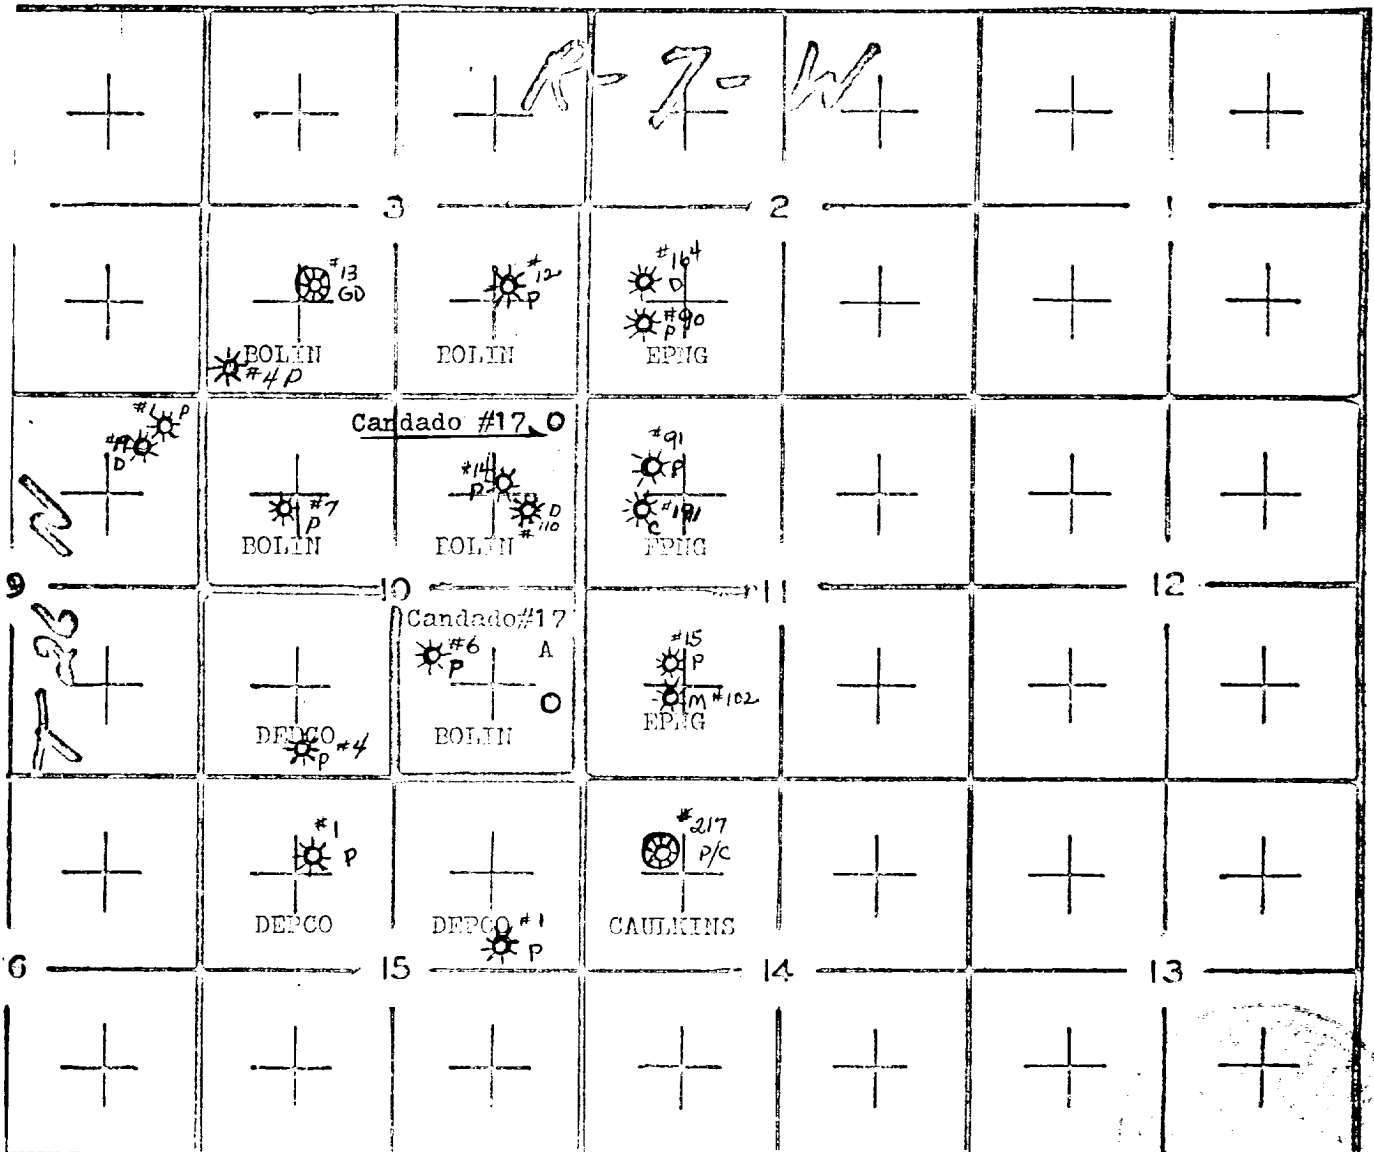 R-7-W
3
2
1
#13
GD
#12
P
#164
D
#90
P
BOLIN
BOLIN
EPNG
#4 P
#1 P
D
Candado #17
#91
P
#14
P
#7
P
D
#110
#191
C
BOLIN
BOLIN
EPNG
T 26 N
9
10
11
12
Candado#17
A
#6
P
#15
P
M #102
DEPCO
BOLIN
EPNG
P #4
#1
P
#217
P/C
DEPCO
DEPCO #1
P
CAULKINS
6
15
14
13